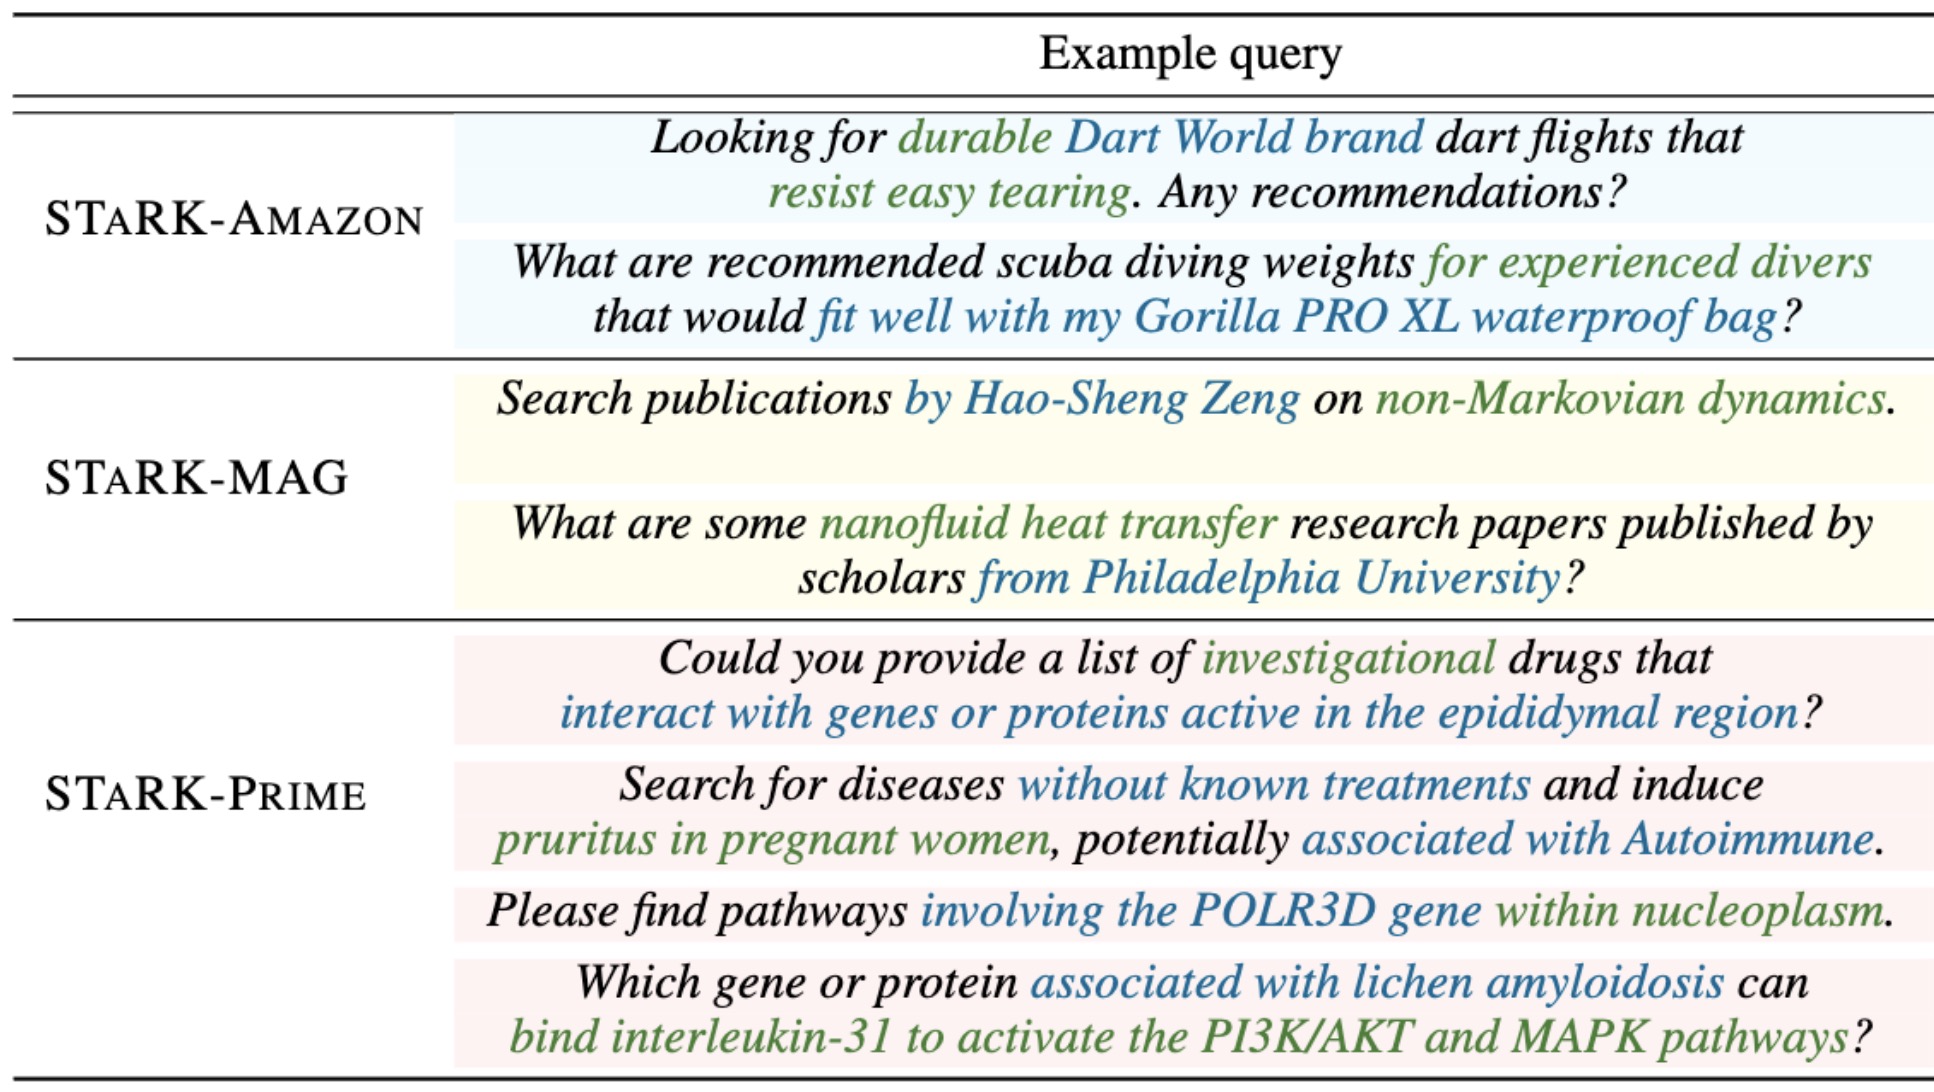 Example query
STARK-AMAZON
Looking for durable Dart World brand dart flights that
resist easy tearing. Any recommendations?
What are recommended scuba diving weights for experienced divers
that would fit well with my Gorilla PRO XL waterproof bag?
STARK-MAG
Search publications by Hao-Sheng Zeng on non-Markovian dynamics.
What are some nanofluid heat transfer research papers published by
scholars from Philadelphia University?
STARK-PRIME
Could you provide a list of investigational drugs that
interact with genes or proteins active in the epididymal region?
Search for diseases without known treatments and induce
pruritus in pregnant women, potentially associated with Autoimmune.
Please find pathways involving the POLR3D gene within nucleoplasm.
Which gene or protein associated with lichen amyloidosis can
bind interleukin-31 to activate the PI3K/AKT and MAPK pathways?